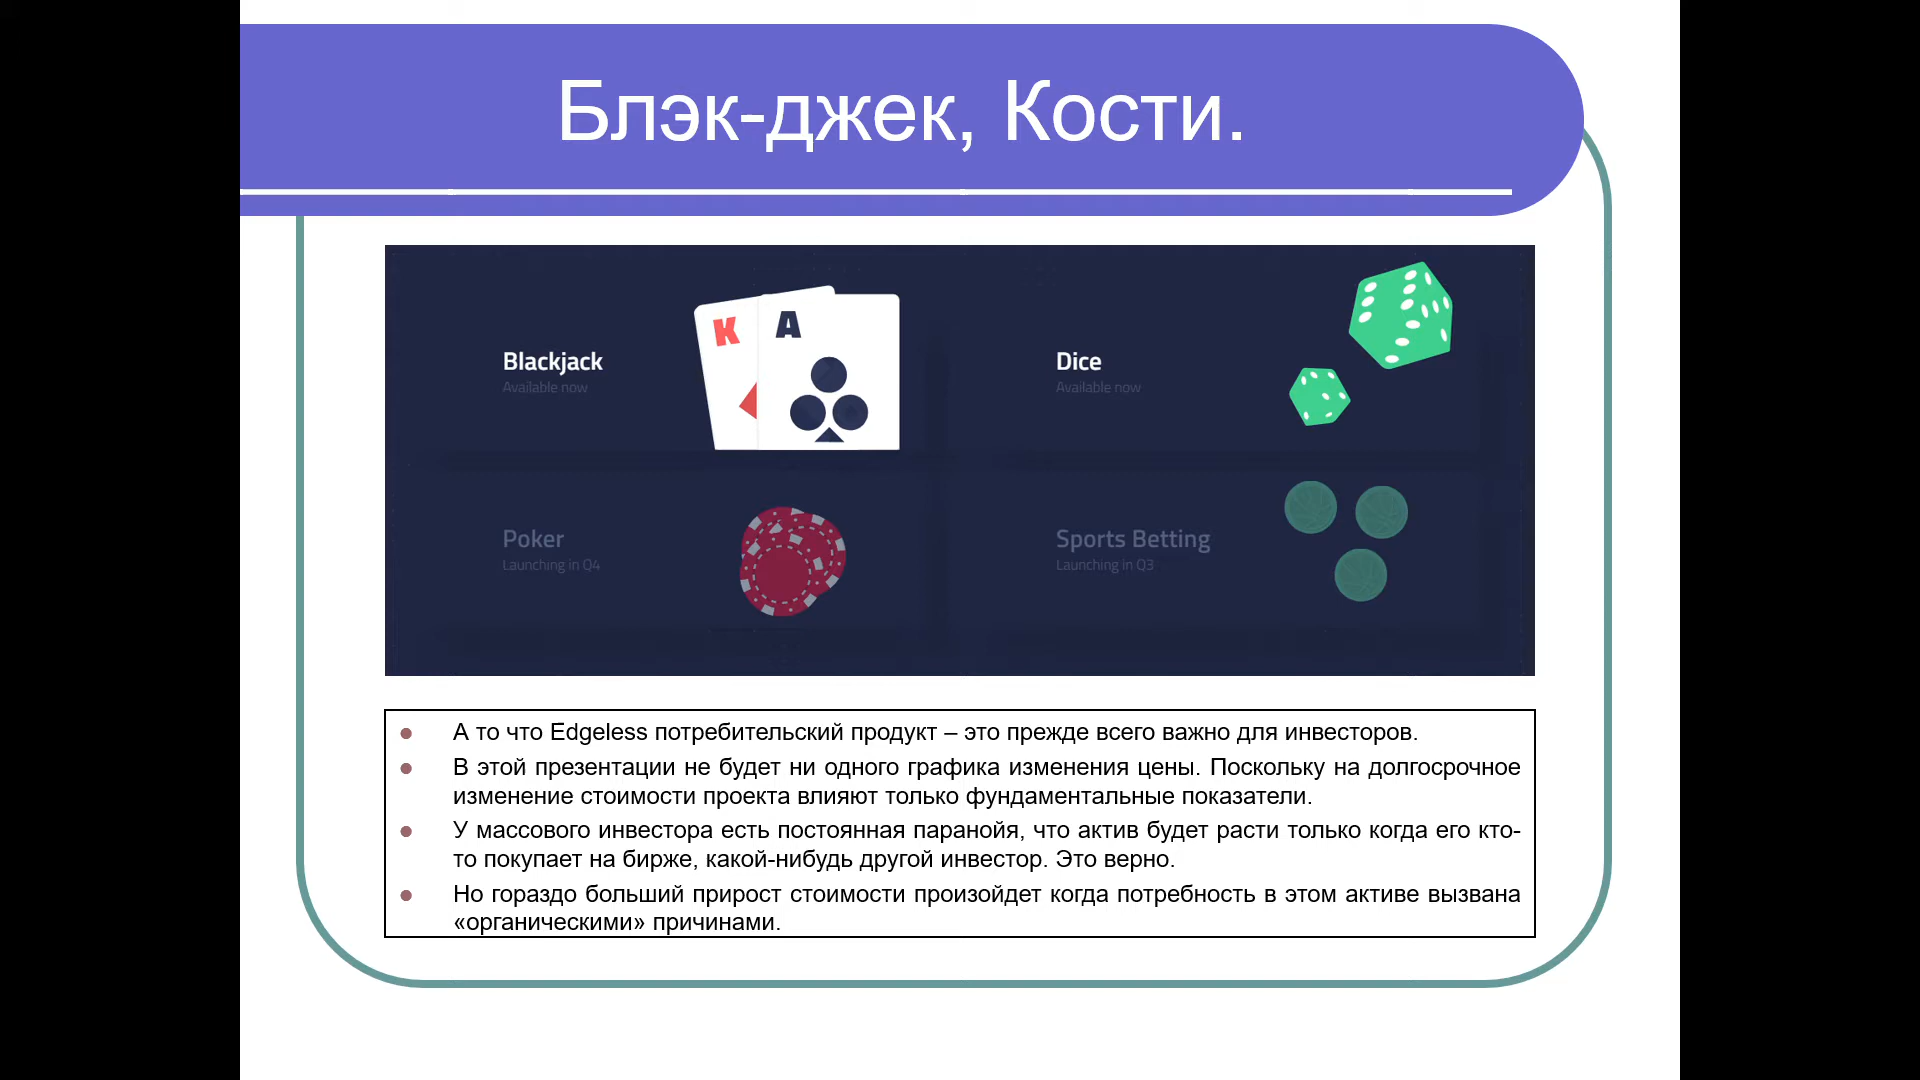 Блэк-джек, Кости.
K
A
Blackjack
Available now
Dice
Available now
Poker
Launching in Q4
Sports Betting
Launching in Q3
А то что Edgeless потребительский продукт – это прежде всего важно для инвесторов.
В этой презентации не будет ни одного графика изменения цены. Поскольку на долгосрочное
изменение стоимости проекта влияют только фундаментальные показатели.
У массового инвестора есть постоянная паранойя, что актив будет расти только когда его кто-
то покупает на бирже, какой-нибудь другой инвестор. Это верно.
Но гораздо больший прирост стоимости произойдет когда потребность в этом активе вызвана
«органическими» причинами.